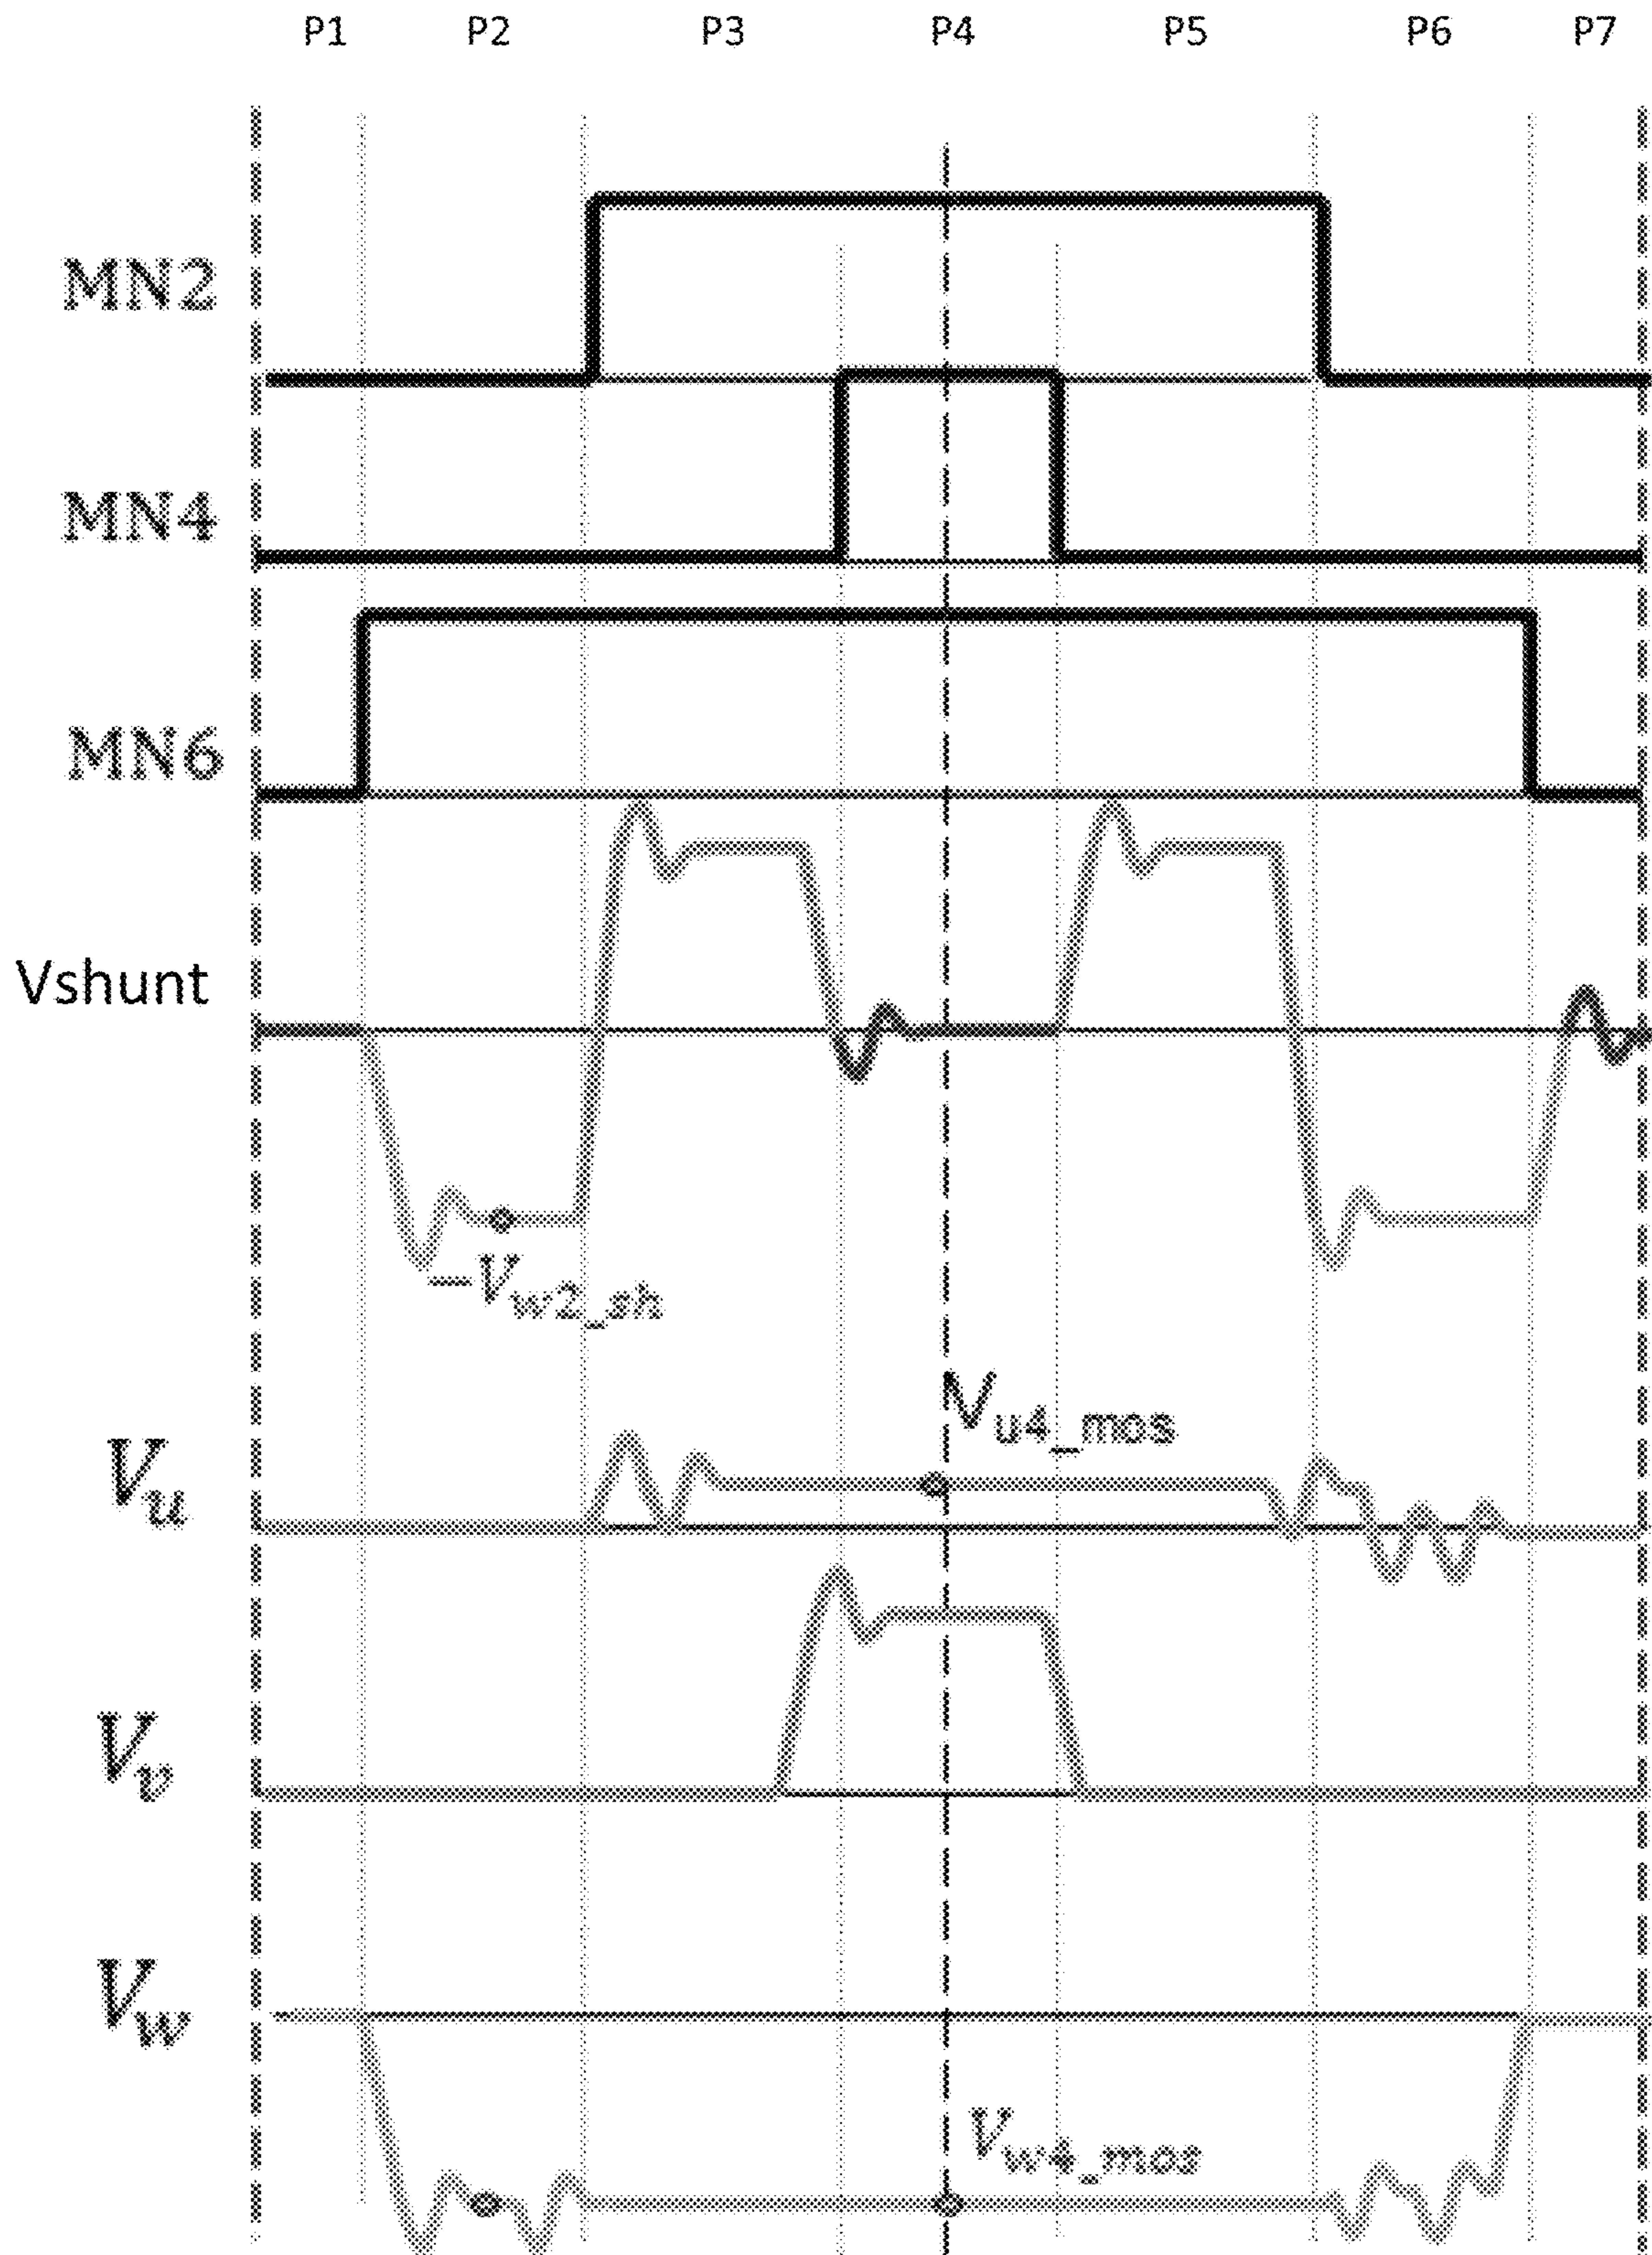 P1 P2 P3 P4 P5 P6 P7
MN2
MN4
MN6
Vshunt
−Vw2_sh
Vu4_mos
Vu
Vv
Vw
Vw4_mos